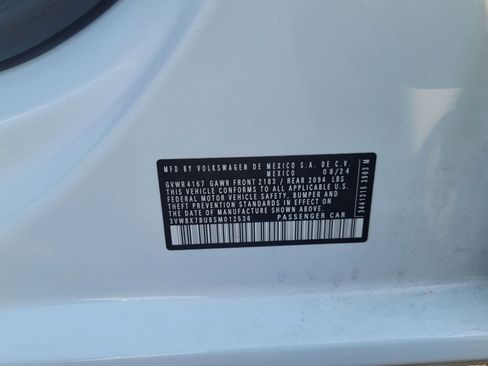 MFD BY VOLKSWAGEN DE MEXICO S.A. DE C.V.
MEXICO 08/24
GVWR 4167 GAWR FRONT 2183 / REAR 2094 LBS
THIS VEHICLE CONFORMS TO ALL APPLICABLE U.S.
FEDERAL MOTOR VEHICLE SAFETY, BUMPER AND
THEFT PREVENTION STANDARDS IN EFFECT ON
THE DATE OF MANUFACTURE SHOWN ABOVE.
3VWBX7BU8SM012536 PASSENGER CAR